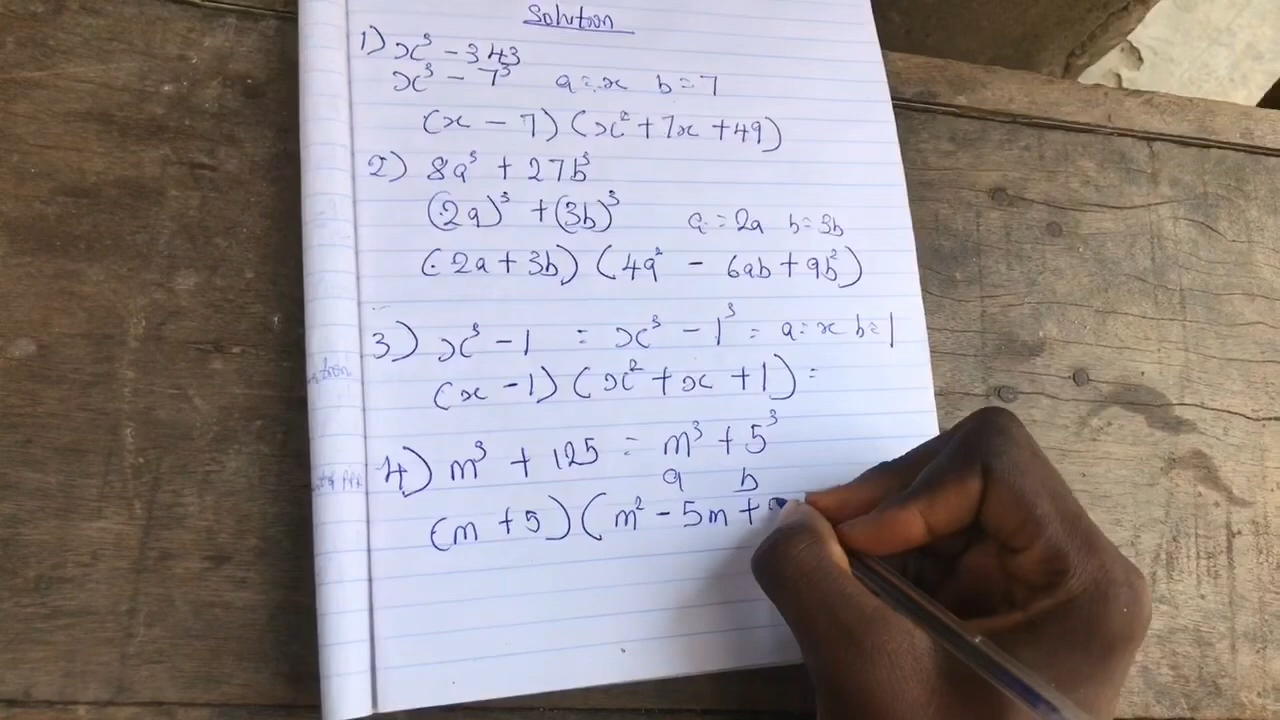 Solution
1) x³ - 343
x³ - 7³ a = x b = 7
(x - 7) (x² + 7x + 49)
2) 8a³ + 27b³
(2a)³ + (3b)³ a = 2a b = 3b
(2a + 3b) (4a² - 6ab + 9b²)
3) x³ - 1 = x³ - 1³ = a = x b = 1
(x - 1) (x² + x + 1) =
4) m³ + 125 = m³ + 5³
a b
(m + 5) (m² - 5m +